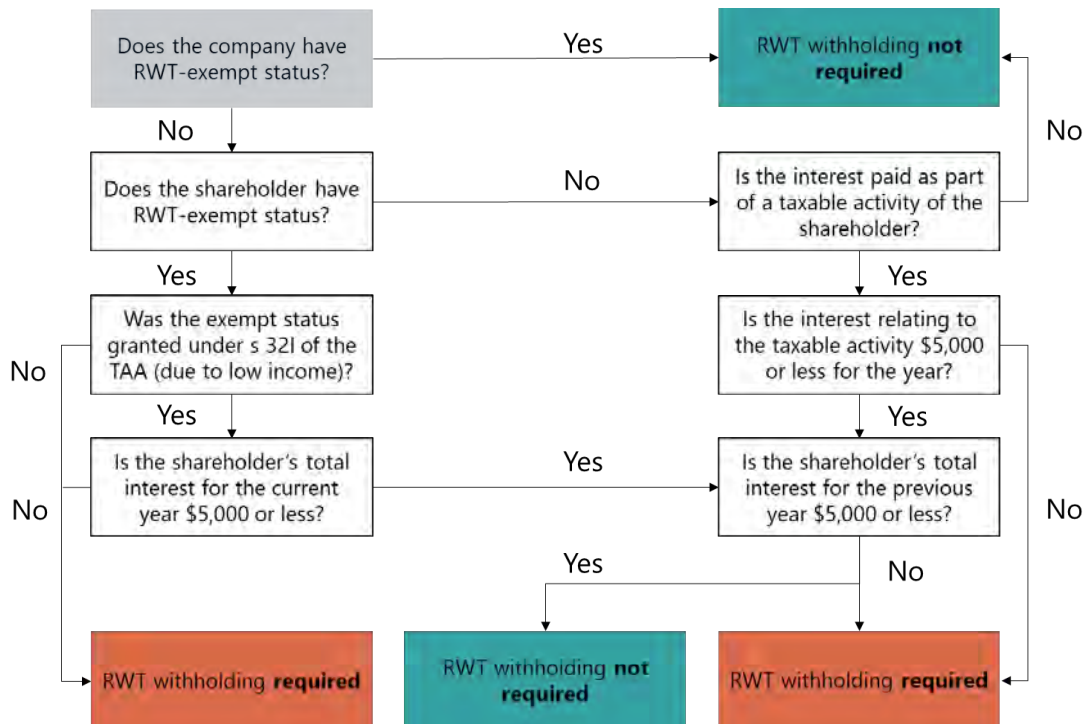 Does the company have
RWT-exempt status?
Yes
RWT withholding not
required
No
No
Does the shareholder have
RWT-exempt status?
No
Is the interest paid as part
of a taxable activity of the
shareholder?
Yes
Yes
Was the exempt status
granted under s 32I of the
TAA (due to low income)?
Is the interest relating to
the taxable activity $5,000
or less for the year?
No
Yes
Yes
Is the shareholder's total
interest for the current
year $5,000 or less?
Yes
Is the shareholder's total
interest for the previous
year $5,000 or less?
No
No
Yes
No
RWT withholding required
RWT withholding not
required
RWT withholding required